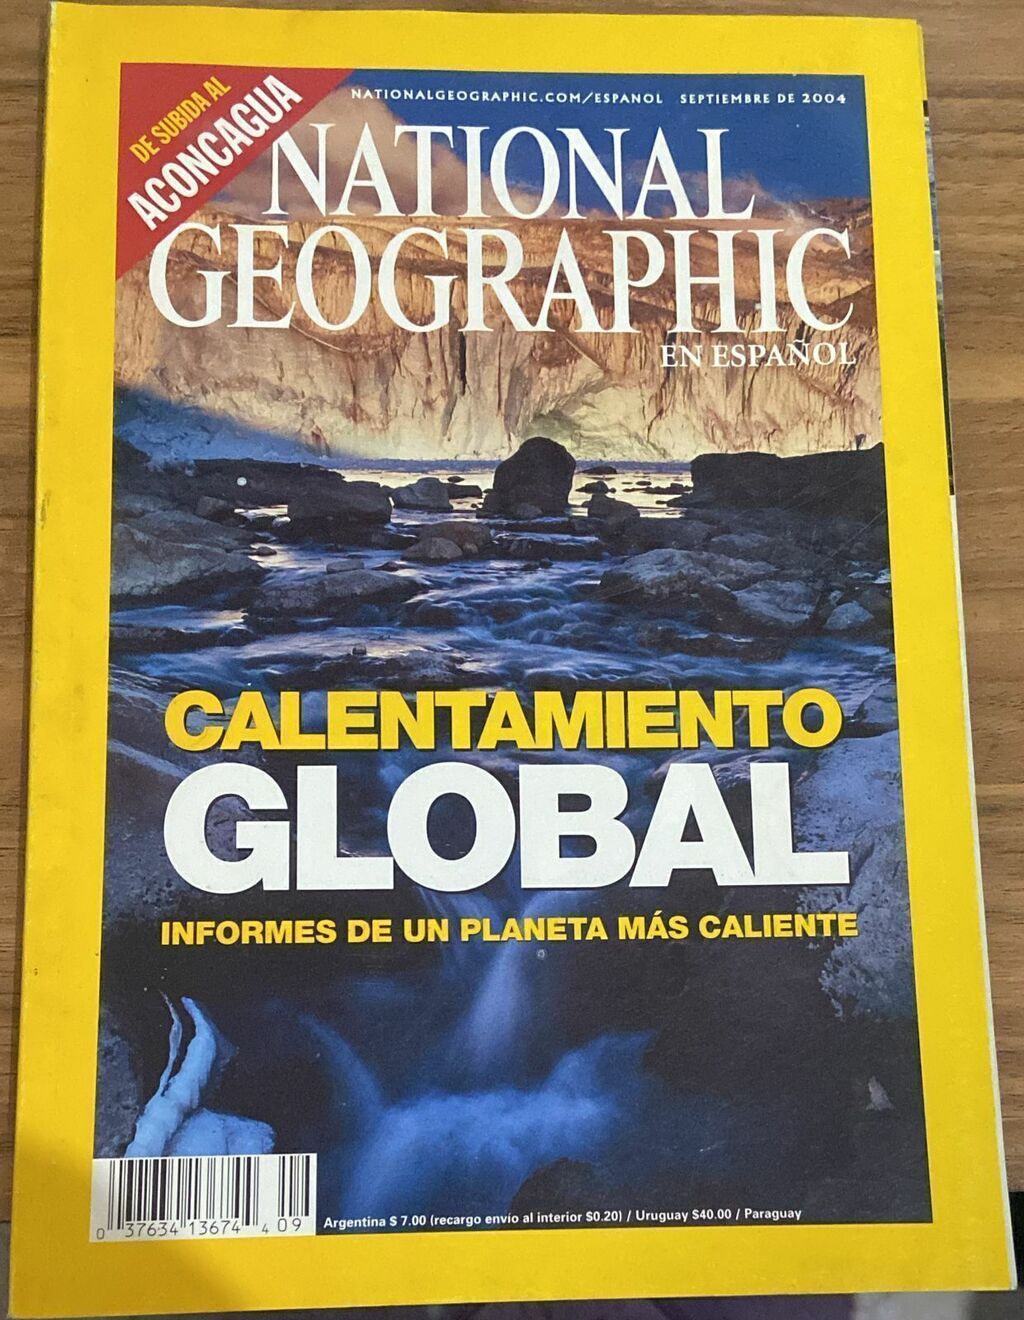 DE SUBIDA AL
ACONCAGUA
NATIONALGEOGRAPHIC.COM/ESPANOL SEPTIEMBRE DE 2004
NATIONAL
GEOGRAPHIC
EN ESPAÑOL
CALENTAMIENTO
GLOBAL
INFORMES DE UN PLANETA MÁS CALIENTE
0 37634 13674 4 09
Argentina $ 7.00 (recargo envío al interior $0.20) / Uruguay $40.00 / Paraguay